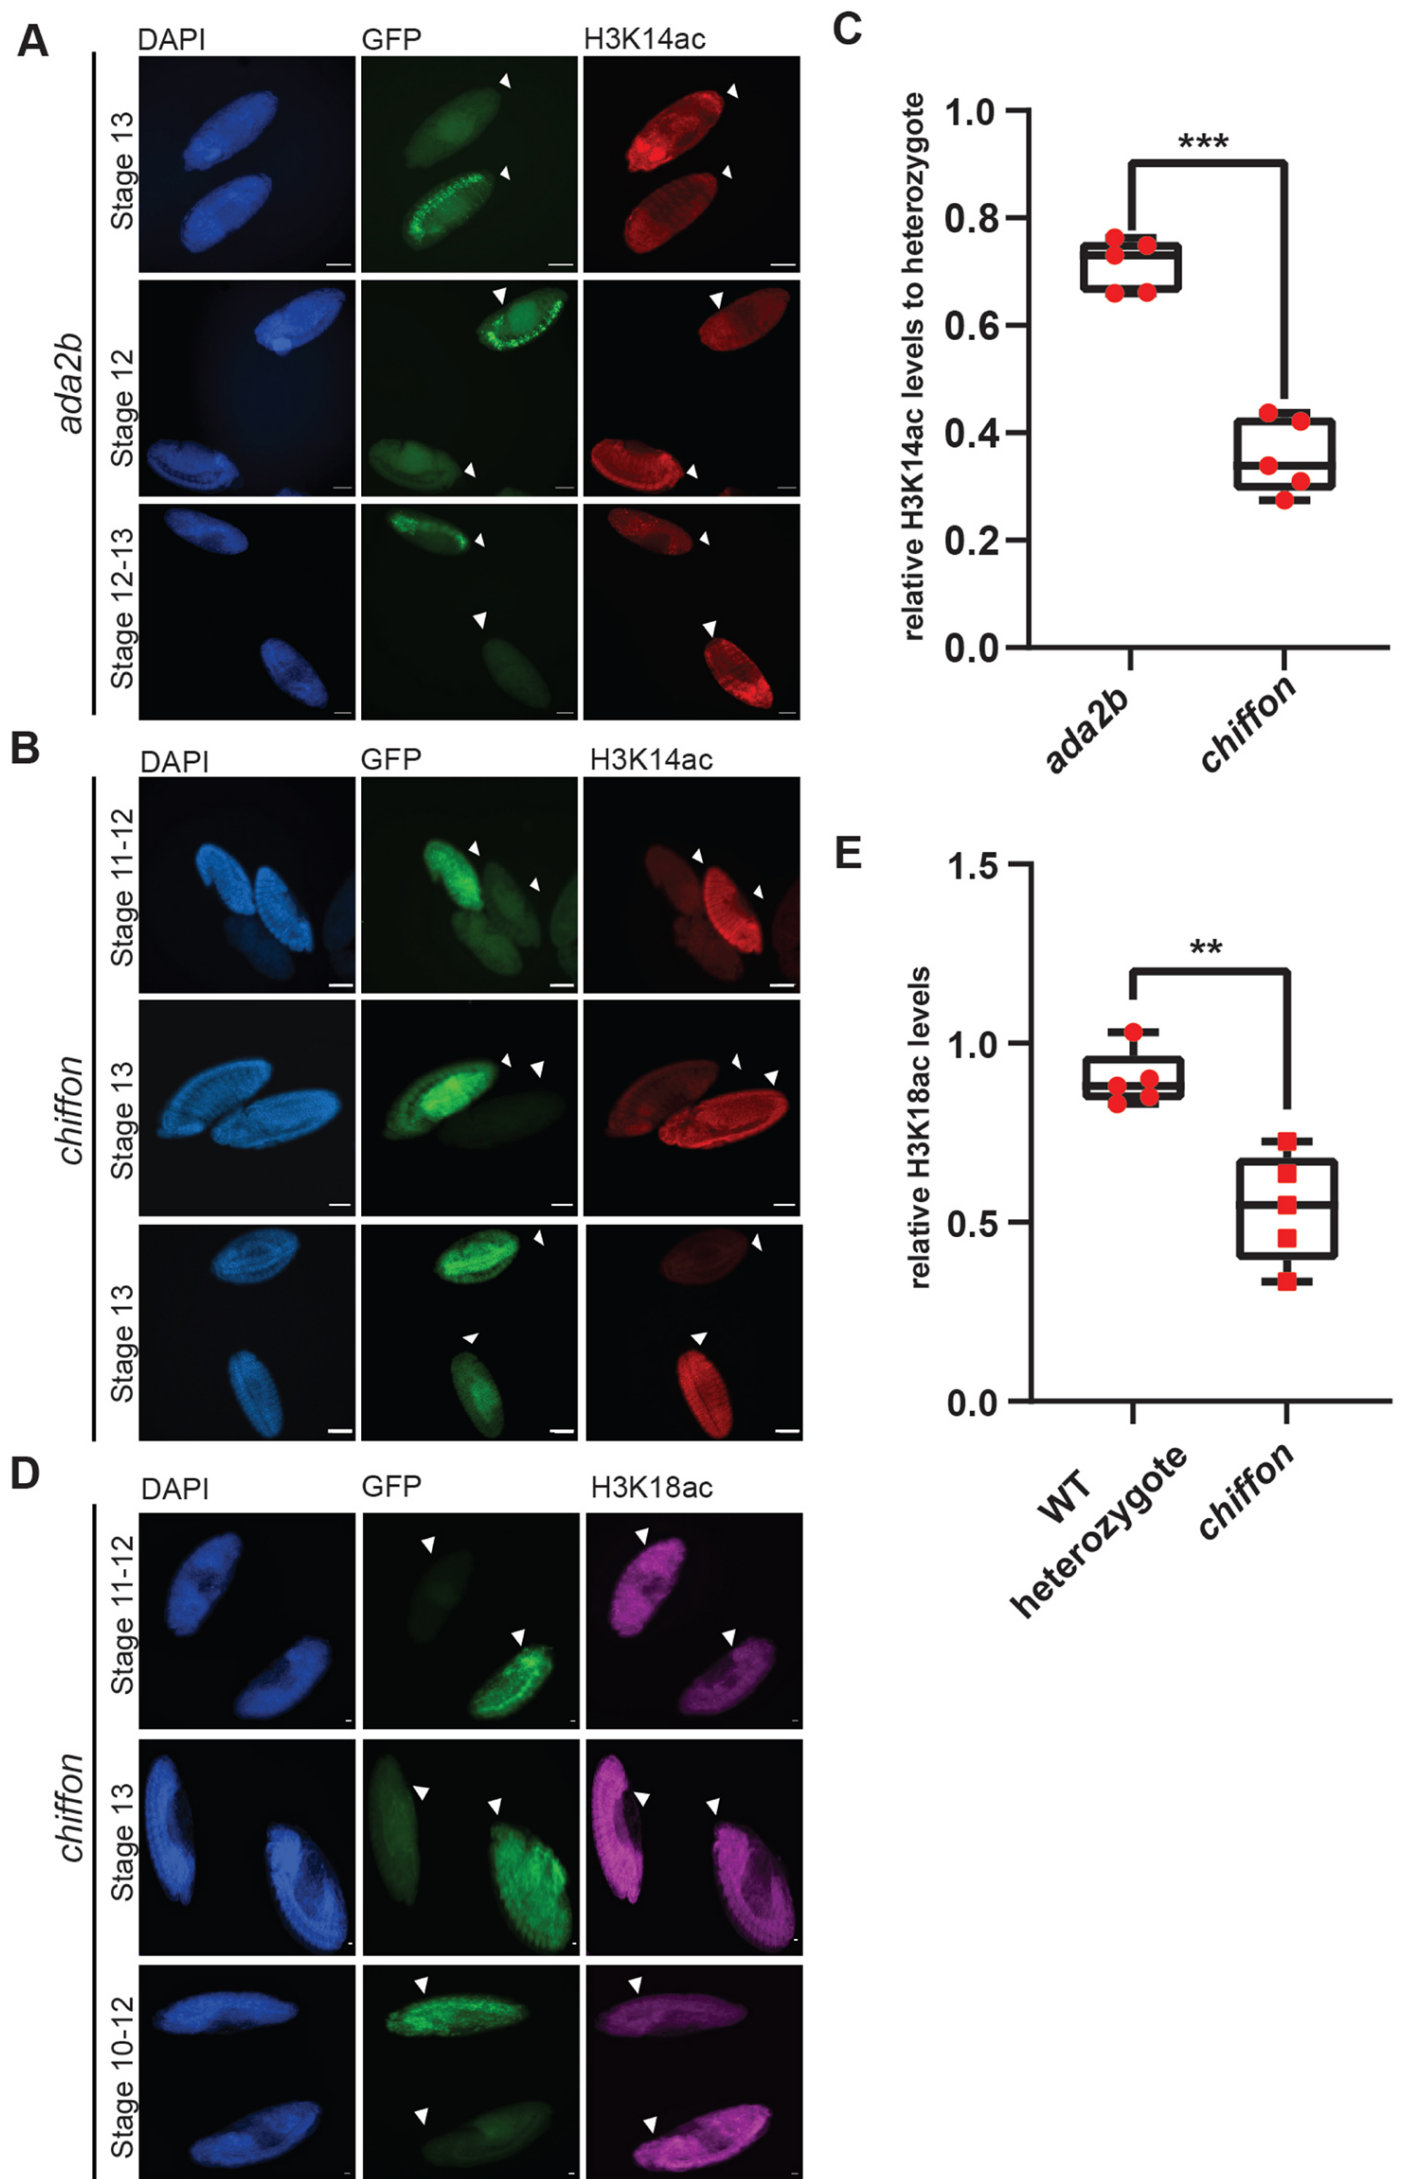 A
DAPI
GFP
H3K14ac
ada2b
Stage 13
Stage 12
Stage 12-13
B
DAPI
GFP
H3K14ac
chiffon
Stage 11-12
Stage 13
Stage 13
D
DAPI
GFP
H3K18ac
chiffon
Stage 11-12
Stage 13
Stage 10-12
C
relative H3K14ac levels to heterozygote
1.0
0.8
0.6
0.4
0.2
0.0
***
ada2b
chiffon
E
relative H3K18ac levels
1.5
1.0
0.5
0.0
**
WT
heterozygote
chiffon